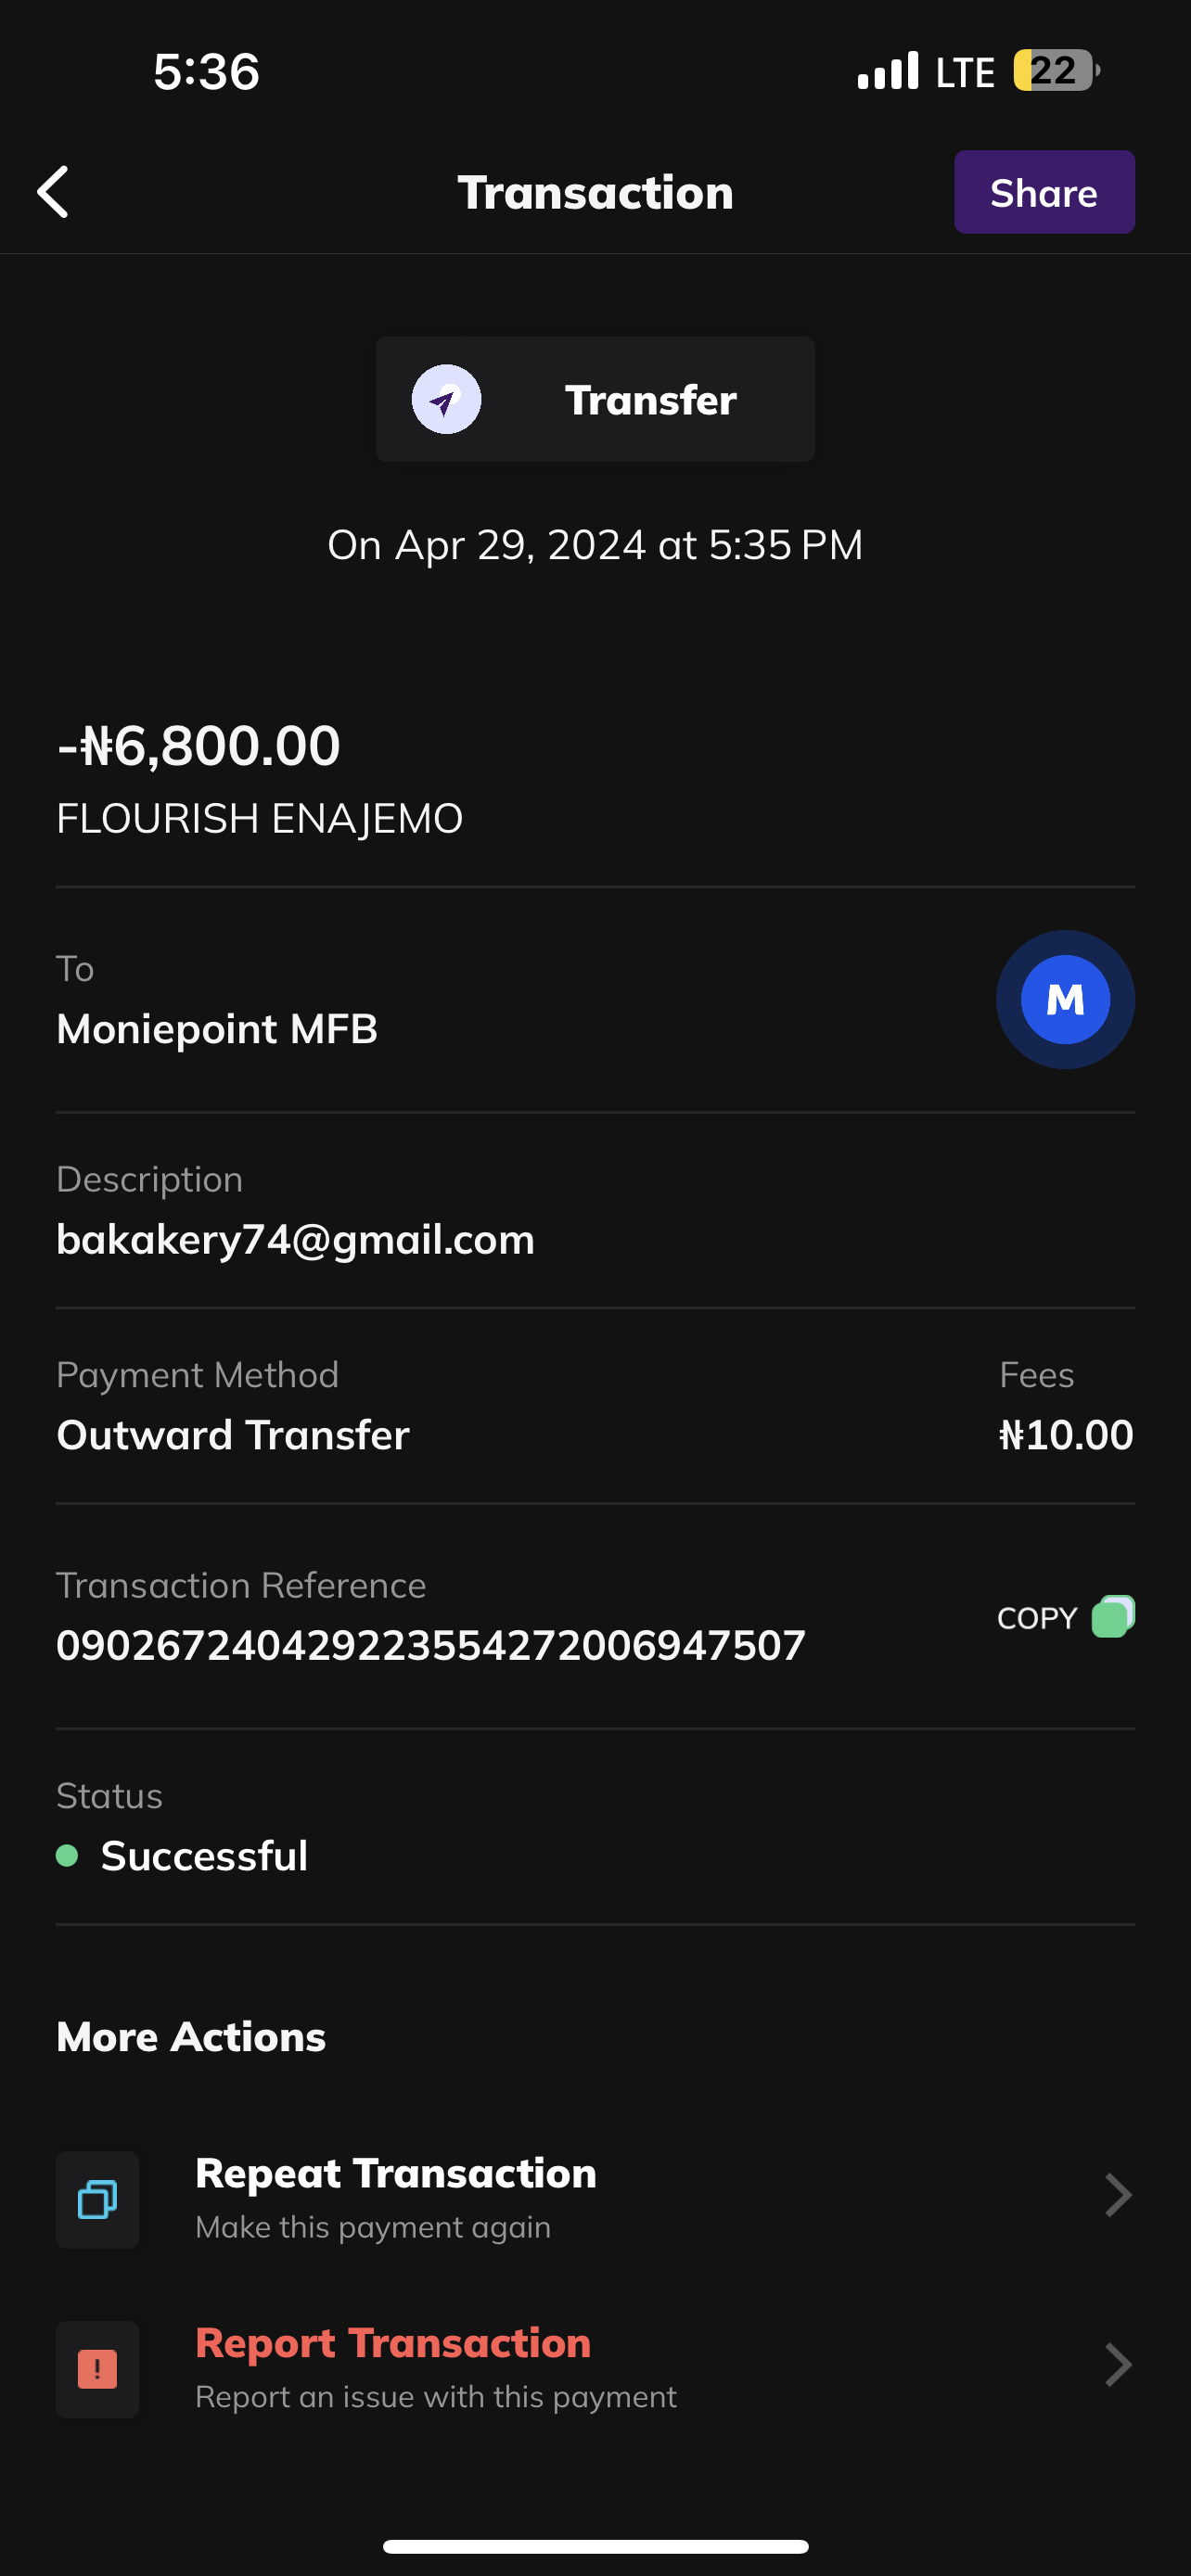 5:36 LTE 22
Transaction
Share
Transfer
On Apr 29, 2024 at 5:35 PM
-₦6,800.00
FLOURISH ENAJEMO
To
Moniepoint MFB
M
Description
bakakery74@gmail.com
Payment Method
Outward Transfer
Fees
₦10.00
Transaction Reference
090267240429223554272006947507
COPY
Status
Successful
More Actions
Repeat Transaction
Make this payment again
!
Report Transaction
Report an issue with this payment